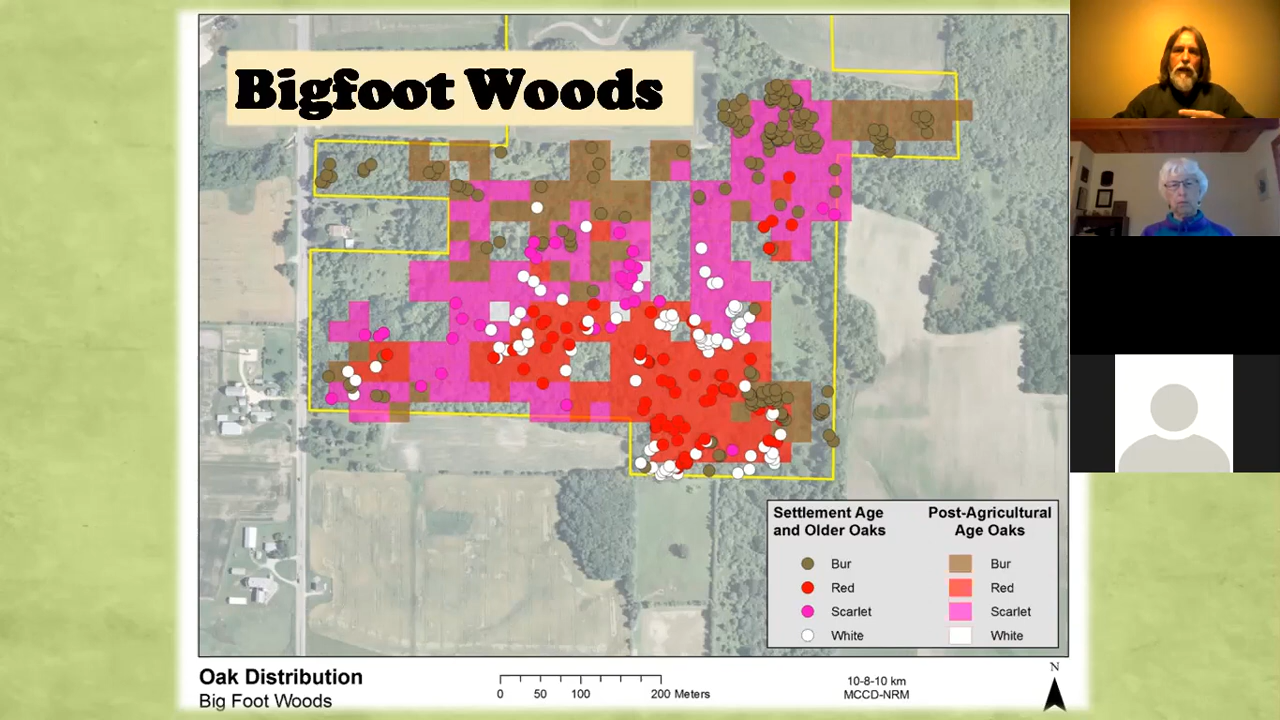 Bigfoot Woods
Settlement Age
and Older Oaks
Bur
Red
Scarlet
White
Post-Agricultural
Age Oaks
Bur
Red
Scarlet
White
Oak Distribution
Big Foot Woods
0 50 100 200 Meters
10-8-10 km
MCCD-NRM
N